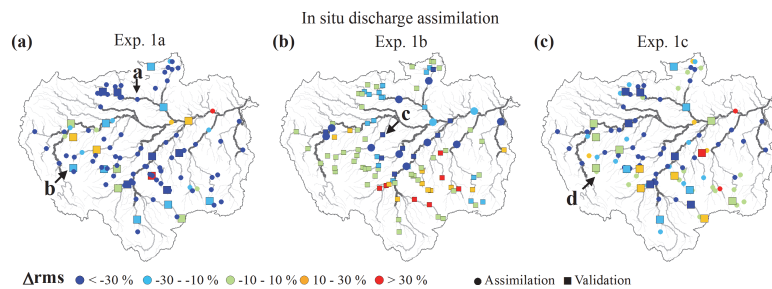 In situ discharge assimilation
(a) Exp. 1a (b) Exp. 1b (c) Exp. 1c
a
c
b
d
Δrms < -30 % -30 - -10 % -10 - 10 % 10 - 30 % > 30 % Assimilation Validation